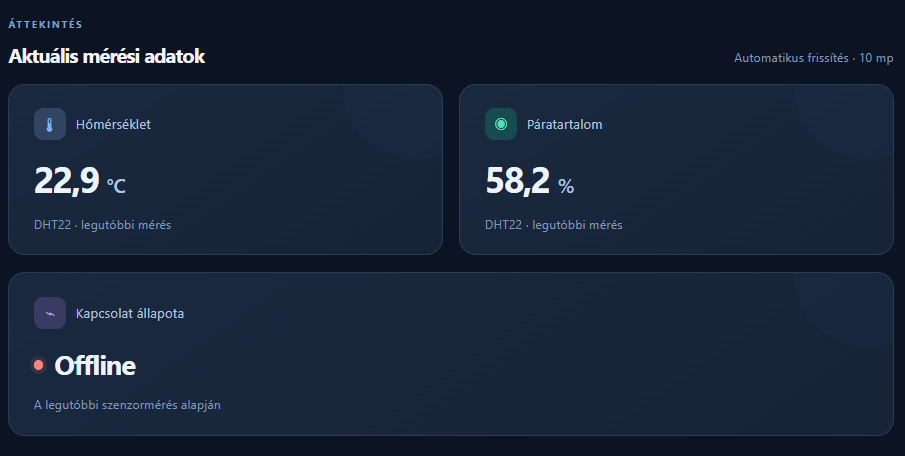 ÁTTEKINTÉS
Aktuális mérési adatok
Automatikus frissítés · 10 mp
Hőmérséklet
22,9 °C
DHT22 · legutóbbi mérés
Páratartalom
58,2 %
DHT22 · legutóbbi mérés
Kapcsolat állapota
Offline
A legutóbbi szenzormérés alapján